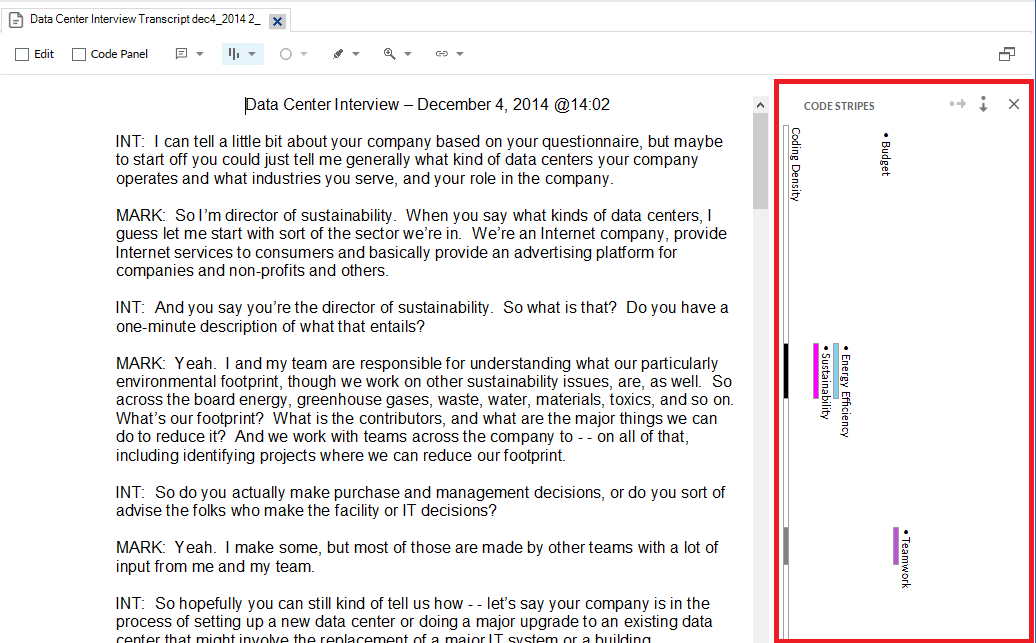 Data Center Interview Transcript dec4_2014 2_
Edit
Code Panel
Data Center Interview – December 4, 2014 @14:02
INT:  I can tell a little bit about your company based on your questionnaire, but maybe
to start off you could just tell me generally what kind of data centers your company
operates and what industries you serve, and your role in the company.
MARK:  So I’m director of sustainability.  When you say what kinds of data centers, I
guess let me start with sort of the sector we’re in.  We’re an Internet company, provide
Internet services to consumers and basically provide an advertising platform for
companies and non-profits and others.
INT:  And you say you’re the director of sustainability.  So what is that?  Do you have a
one-minute description of what that entails?
MARK:  Yeah.  I and my team are responsible for understanding what our particularly
environmental footprint, though we work on other sustainability issues, are, as well.  So
across the board energy, greenhouse gases, waste, water, materials, toxics, and so on.
What’s our footprint?  What is the contributors, and what are the major things we can
do to reduce it?  And we work with teams across the company to - - on all of that,
including identifying projects where we can reduce our footprint.
INT:  So do you actually make purchase and management decisions, or do you sort of
advise the folks who make the facility or IT decisions?
MARK:  Yeah.  I make some, but most of those are made by other teams with a lot of
input from me and my team.
INT:  So hopefully you can still kind of tell us how - - let’s say your company is in the
process of setting up a new data center or doing a major upgrade to an existing data
center that might involve the replacement of a major IT system or a building
CODE STRIPES
Coding Density
• Budget
• Sustainability
• Energy Efficiency
• Teamwork